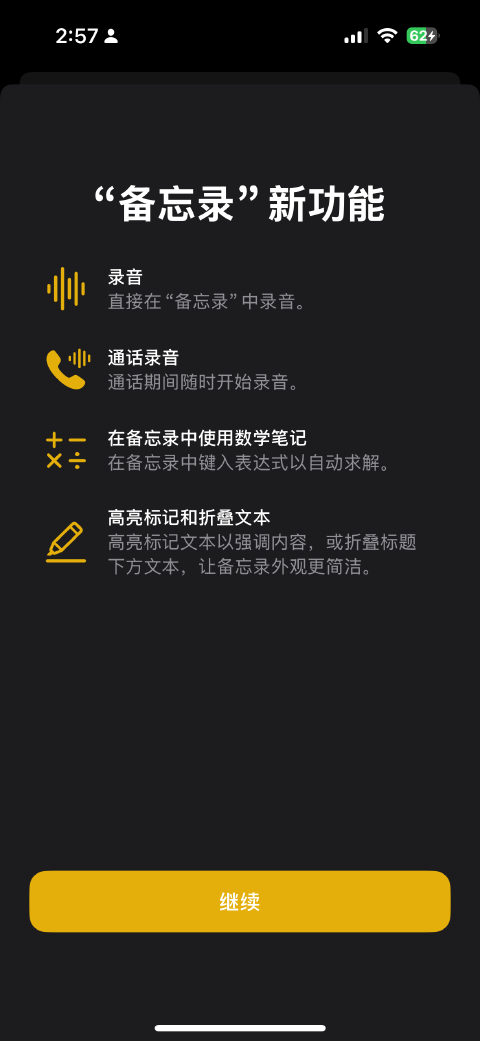 2:57
62
“备忘录” 新功能
录音
直接在 “备忘录” 中录音。
通话录音
通话期间随时开始录音。
在备忘录中使用数学笔记
在备忘录中键入表达式以自动求解。
高亮标记和折叠文本
高亮标记文本以强调内容，或折叠标题
下方文本，让备忘录外观更简洁。
继续